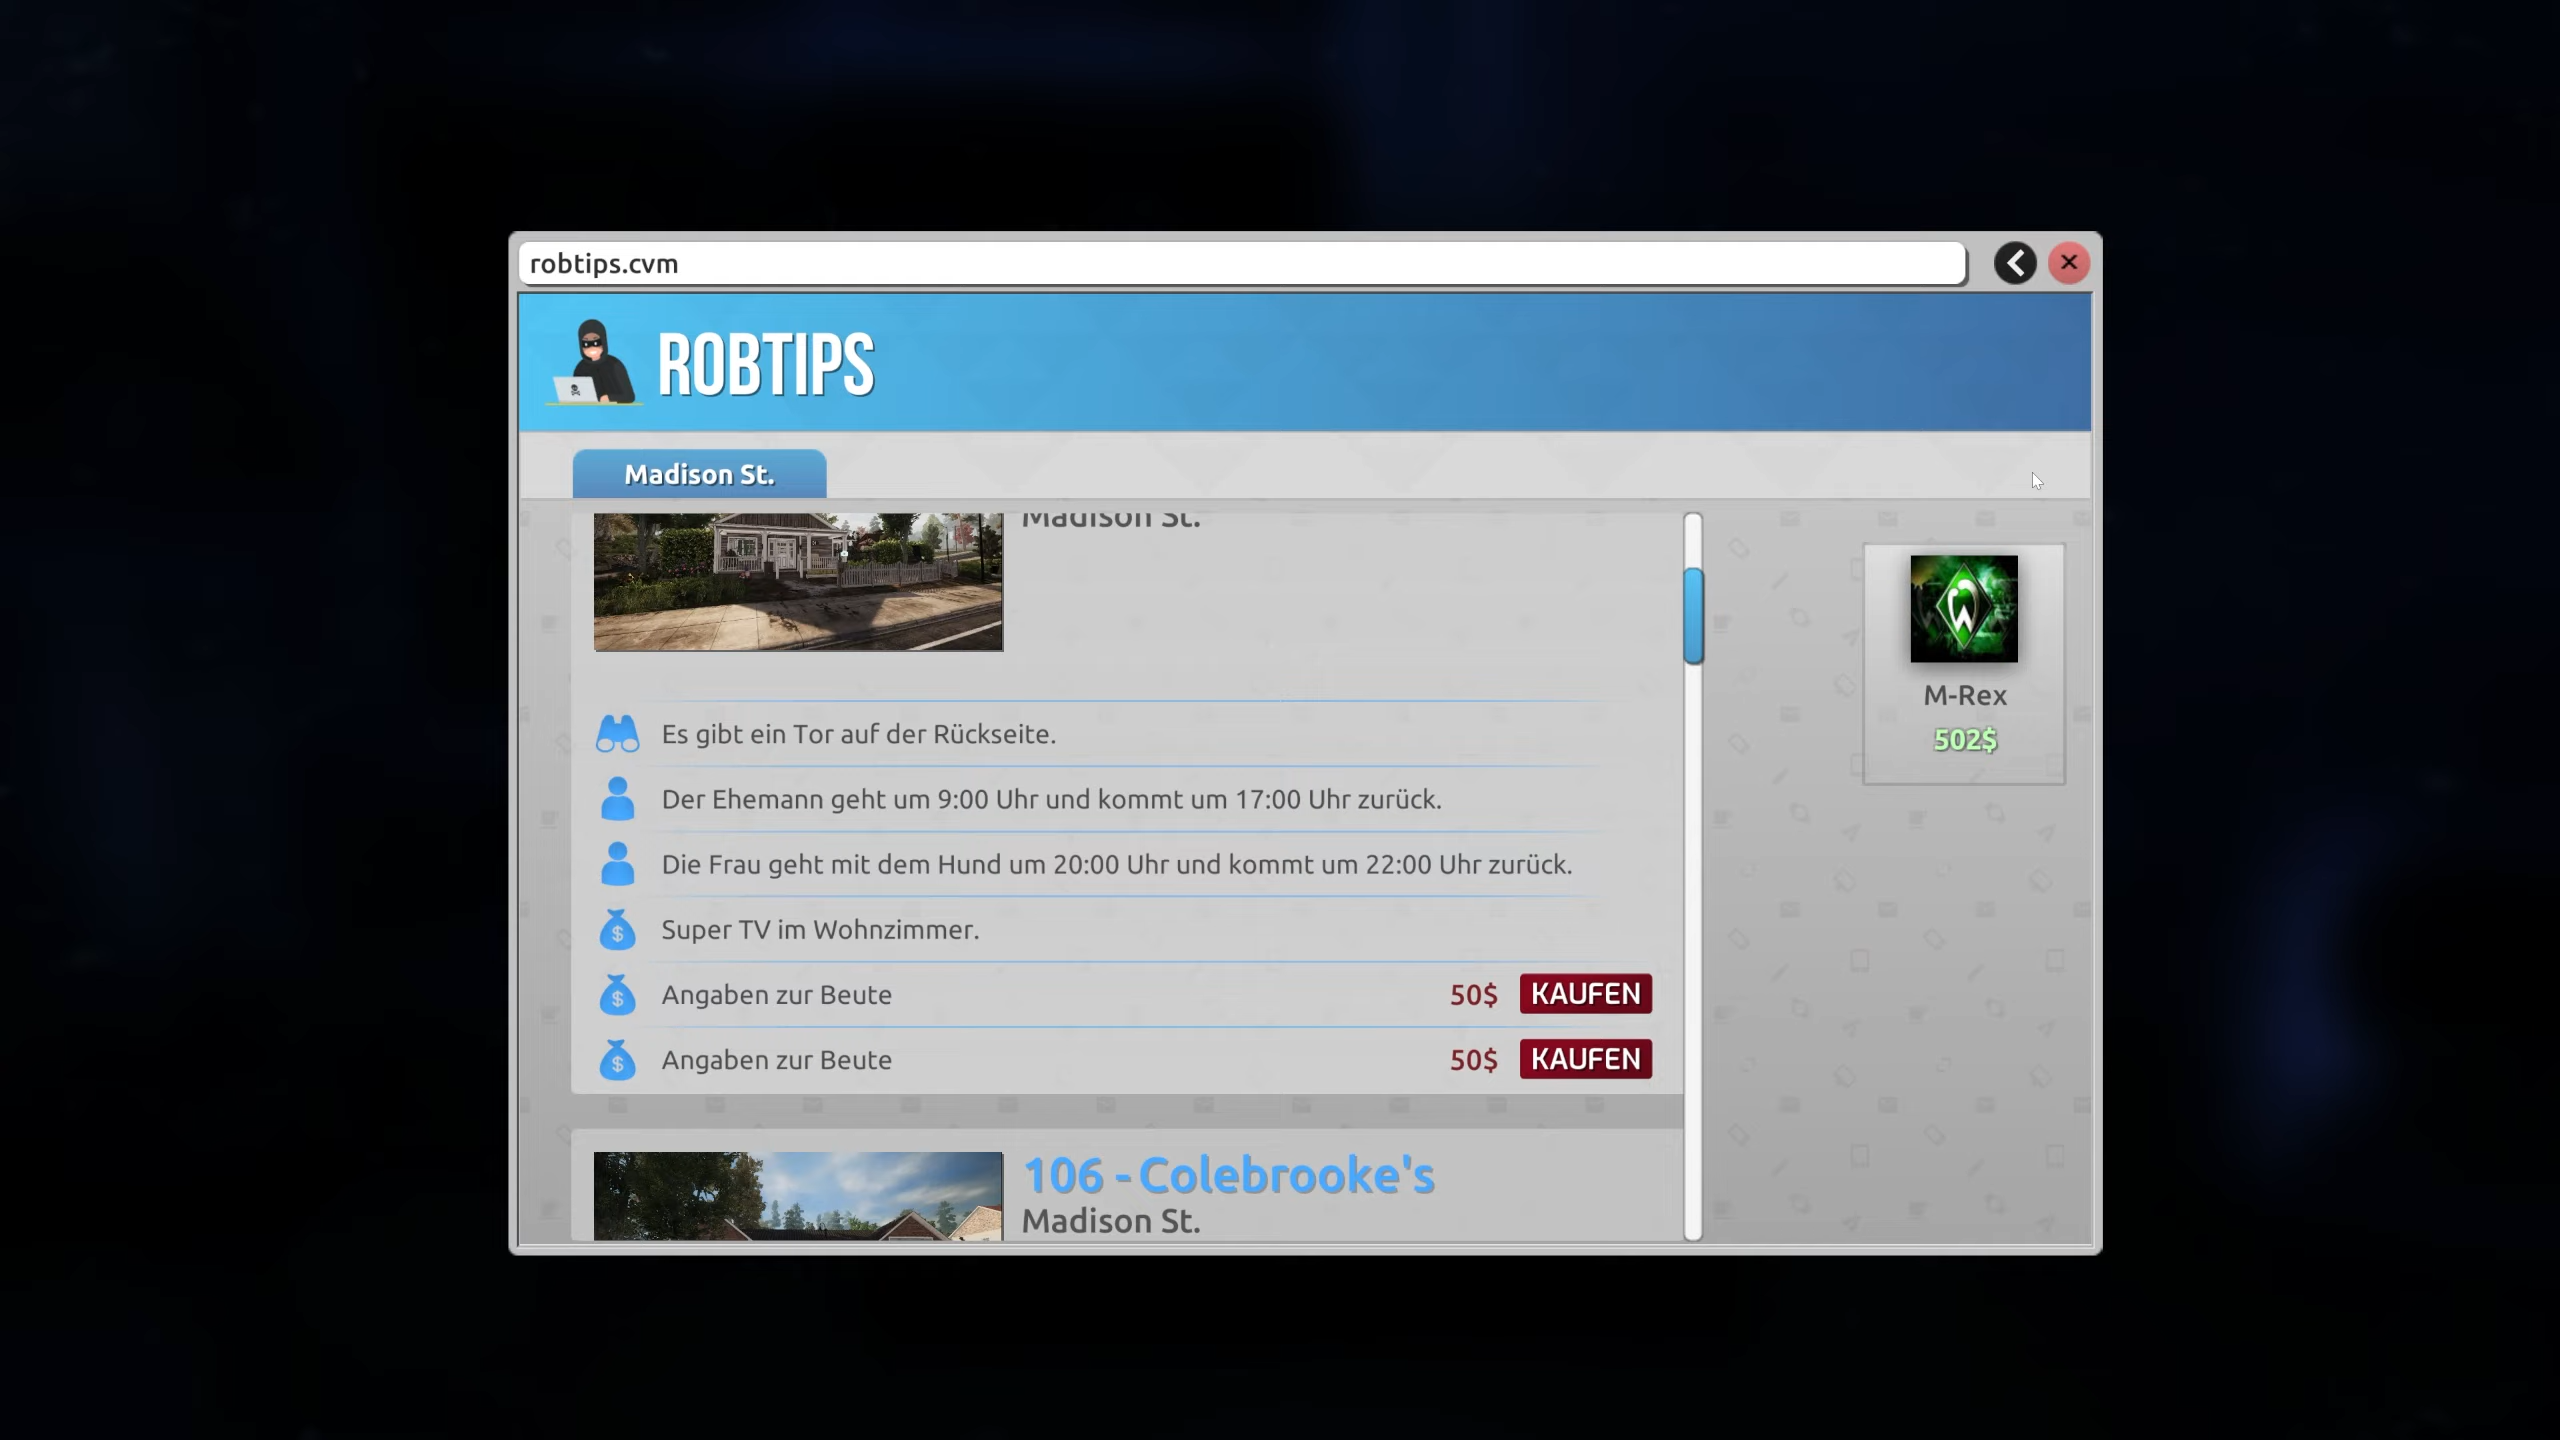 robtips.cvm
ROBTIPS
Madison St.
Madison St.
M-Rex
502$
Es gibt ein Tor auf der Rückseite.
Der Ehemann geht um 9:00 Uhr und kommt um 17:00 Uhr zurück.
Die Frau geht mit dem Hund um 20:00 Uhr und kommt um 22:00 Uhr zurück.
Super TV im Wohnzimmer.
Angaben zur Beute 50$ KAUFEN
Angaben zur Beute 50$ KAUFEN
106 - Colebrooke's
Madison St.